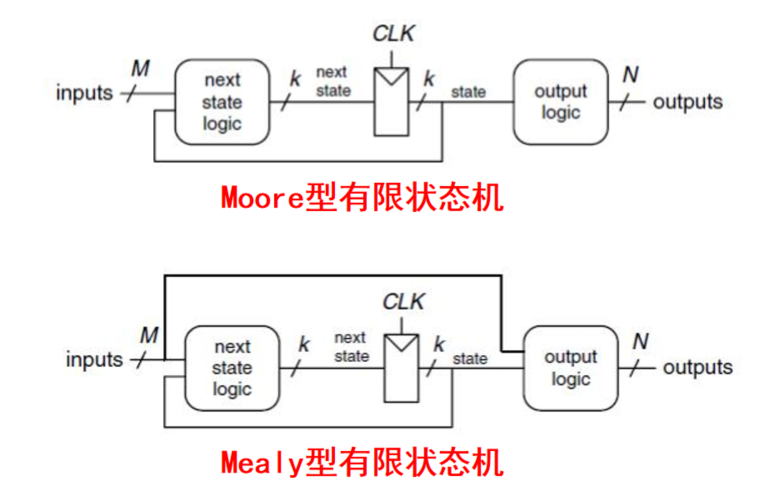 CLK
inputs
M
next
state
logic
k
next
state
k
state
output
logic
N
outputs
Moore型有限状态机
CLK
inputs
M
next
state
logic
k
next
state
k
state
output
logic
N
outputs
Mealy型有限状态机